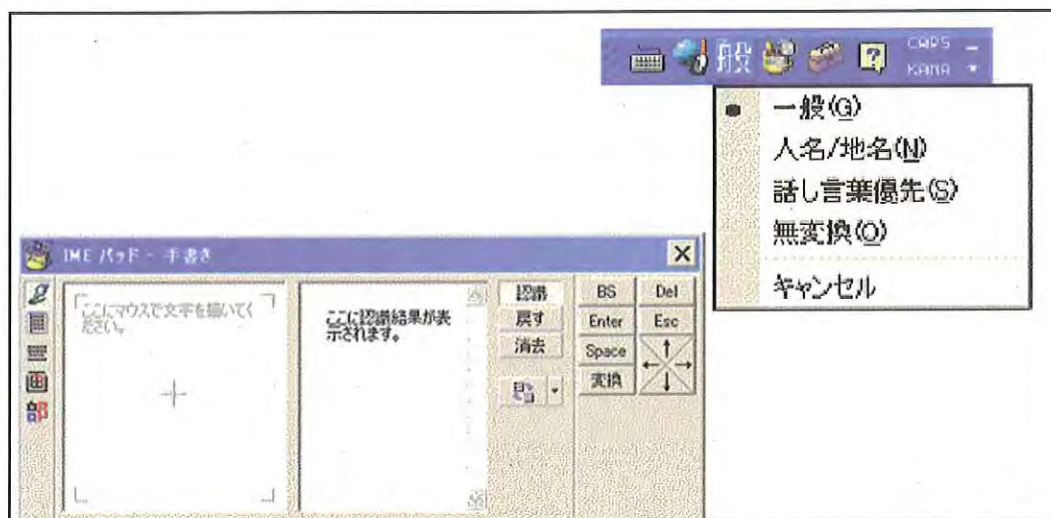 般
?
CAPS
KANA
一般(G)
人名/地名(N)
話し言葉優先(S)
無変換(O)
キャンセル
IME パッド - 手書き
ここにマウスで文字を描いてく
ださい。
ここに認識結果が表
示されます。
認識
戻す
消去
BS
Del
Enter
Esc
Space
変換
画
部